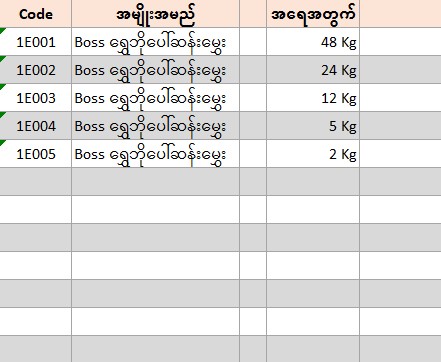 Code အမျိုးအမည် အရေအတွက်
1E001 Boss ရွှေဘိုပေါ်ဆန်းမွှေး 48 Kg
1E002 Boss ရွှေဘိုပေါ်ဆန်းမွှေး 24 Kg
1E003 Boss ရွှေဘိုပေါ်ဆန်းမွှေး 12 Kg
1E004 Boss ရွှေဘိုပေါ်ဆန်းမွှေး 5 Kg
1E005 Boss ရွှေဘိုပေါ်ဆန်းမွှေး 2 Kg